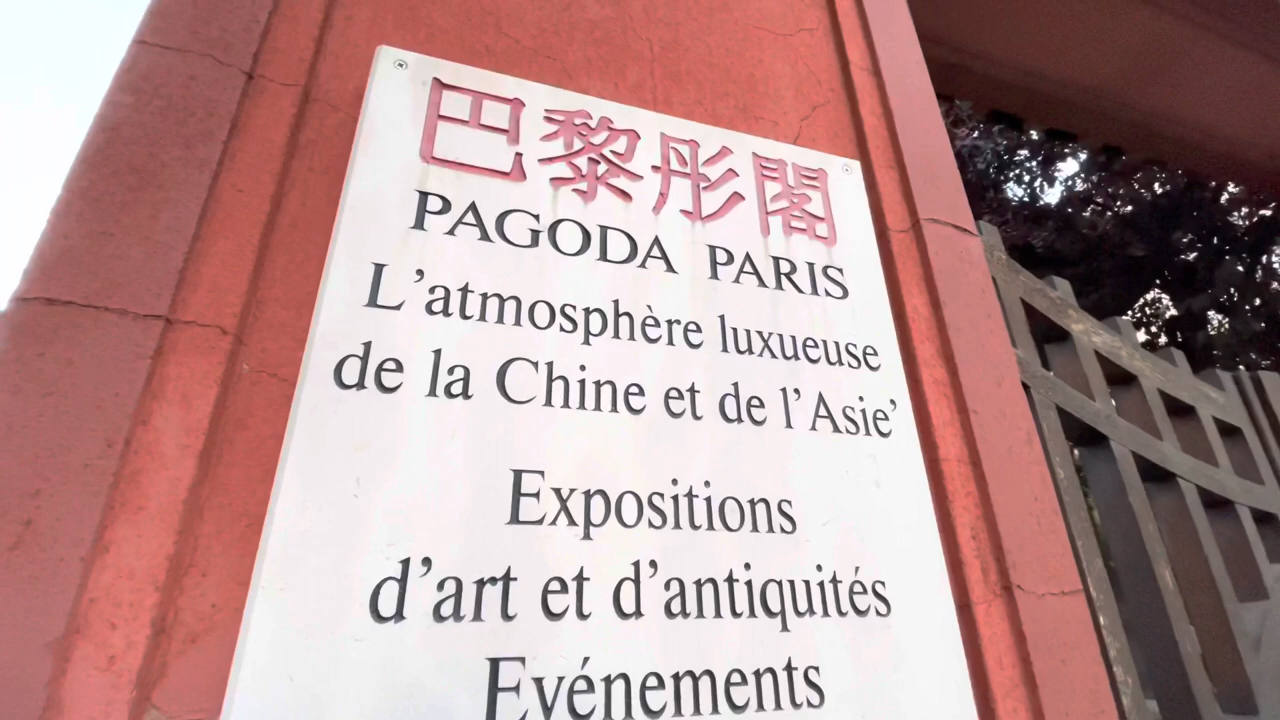 巴黎彤閣
PAGODA PARIS
L'atmosphère luxueuse
de la Chine et de l'Asie'
Expositions
d'art et d'antiquités
Evénements